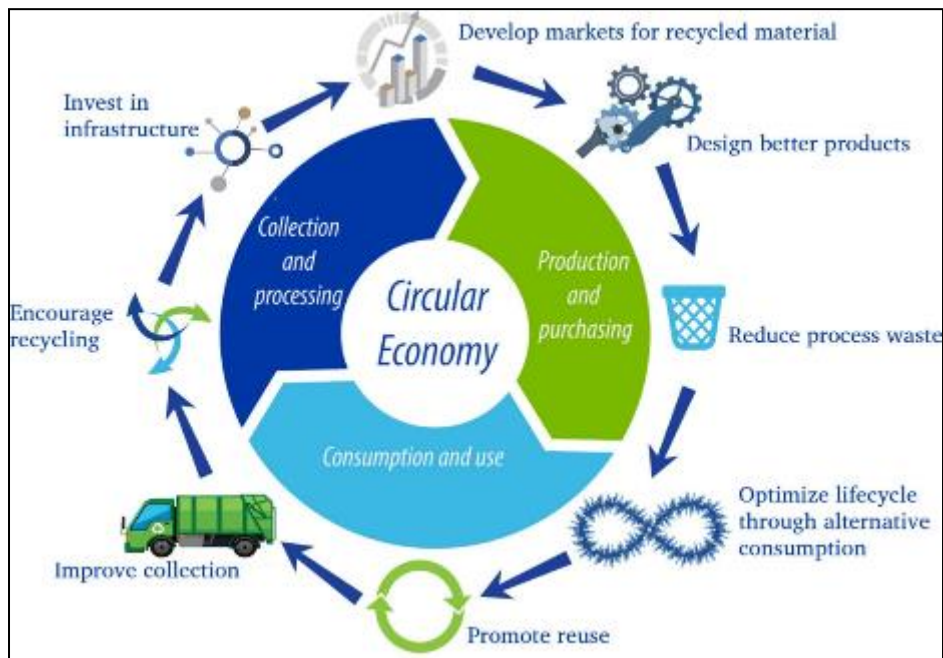 Develop markets for recycled material
Design better products
Reduce process waste
Optimize lifecycle
through alternative
consumption
Promote reuse
Improve collection
Encourage
recycling
Invest in
infrastructure
Collection
and
processing
Production
and
purchasing
Consumption and use
Circular
Economy